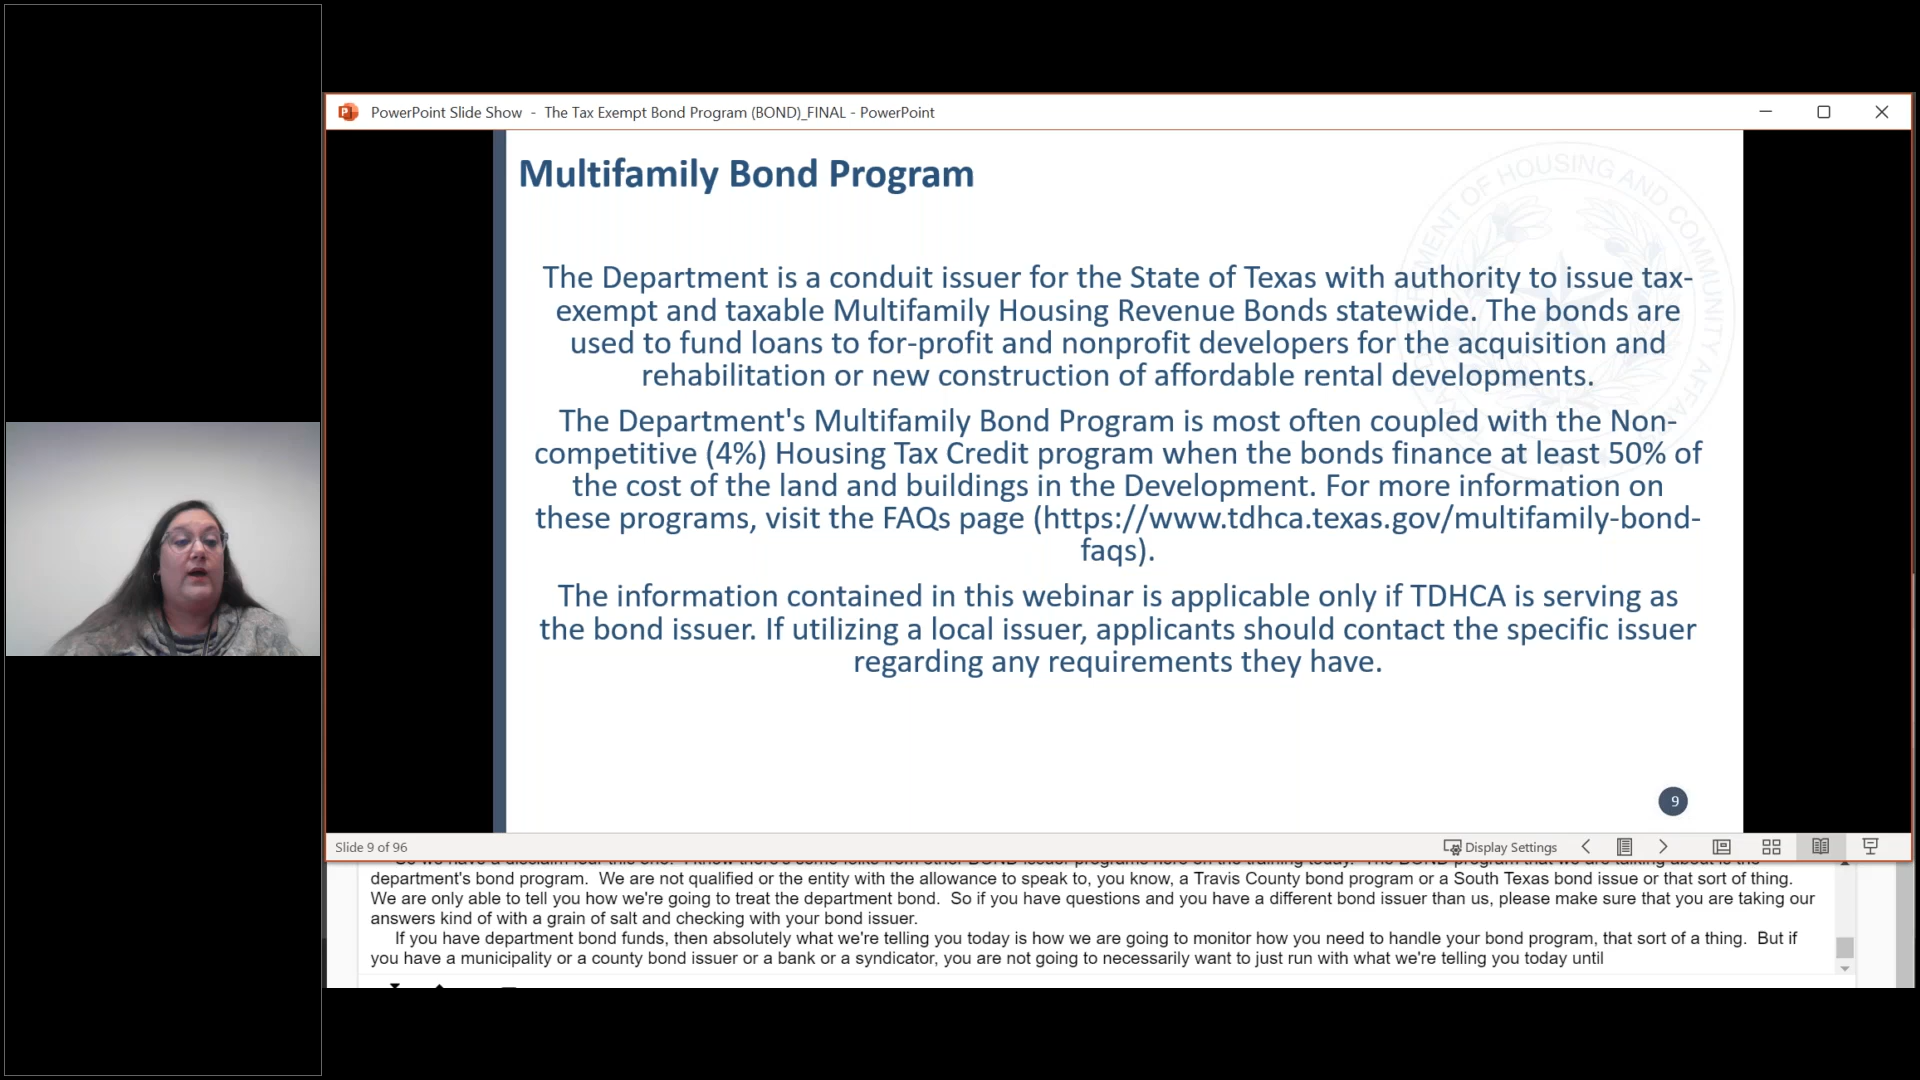 PowerPoint Slide Show - The Tax Exempt Bond Program (BOND)_FINAL - PowerPoint
Multifamily Bond Program
The Department is a conduit issuer for the State of Texas with authority to issue tax-
exempt and taxable Multifamily Housing Revenue Bonds statewide. The bonds are
used to fund loans to for-profit and nonprofit developers for the acquisition and
rehabilitation or new construction of affordable rental developments.
The Department's Multifamily Bond Program is most often coupled with the Non-
competitive (4%) Housing Tax Credit program when the bonds finance at least 50% of
the cost of the land and buildings in the Development. For more information on
these programs, visit the FAQs page (https://www.tdhca.texas.gov/multifamily-bond-
faqs).
The information contained in this webinar is applicable only if TDHCA is serving as
the bond issuer. If utilizing a local issuer, applicants should contact the specific issuer
regarding any requirements they have.
9
Slide 9 of 96
Display Settings
department's bond program. We are not qualified or the entity with the allowance to speak to, you know, a Travis County bond program or a South Texas bond issue or that sort of thing.
We are only able to tell you how we're going to treat the department bond. So if you have questions and you have a different bond issuer than us, please make sure that you are taking our
answers kind of with a grain of salt and checking with your bond issuer.
If you have department bond funds, then absolutely what we're telling you today is how we are going to monitor how you need to handle your bond program, that sort of a thing. But if
you have a municipality or a county bond issuer or a bank or a syndicator, you are not going to necessarily want to just run with what we're telling you today until